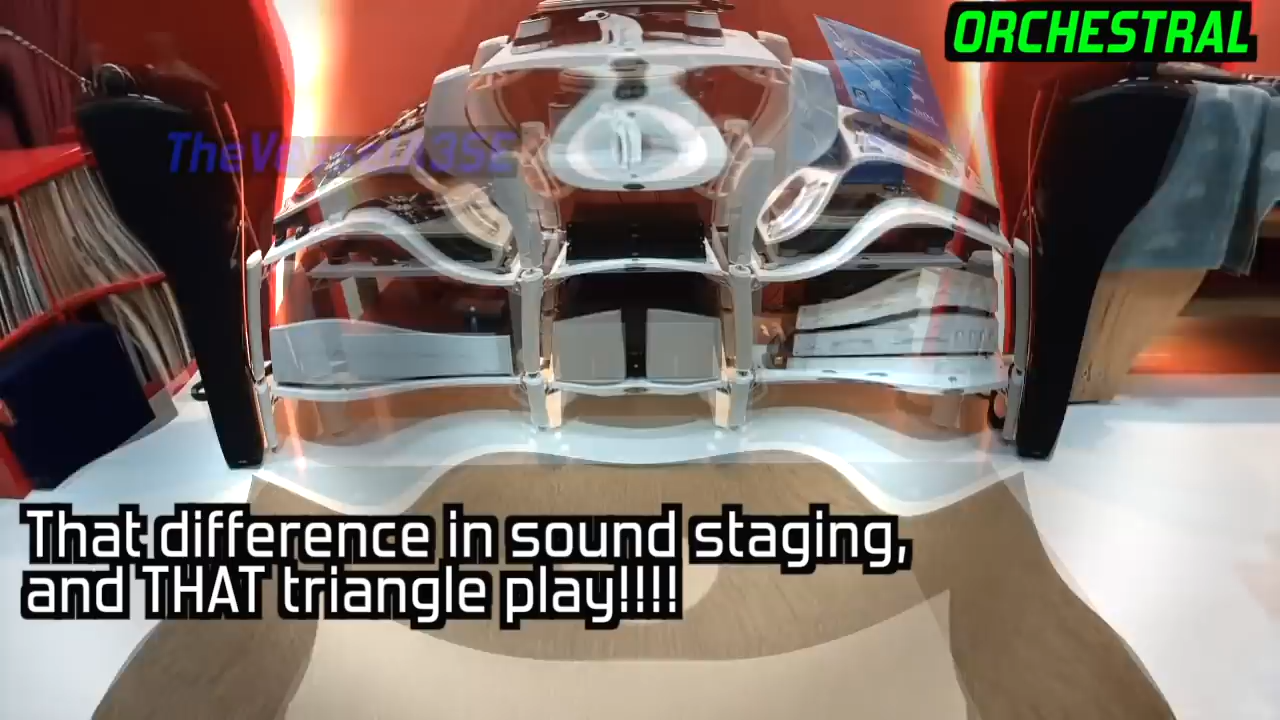 ORCHESTRAL
That difference in sound staging,
and THAT triangle play!!!!